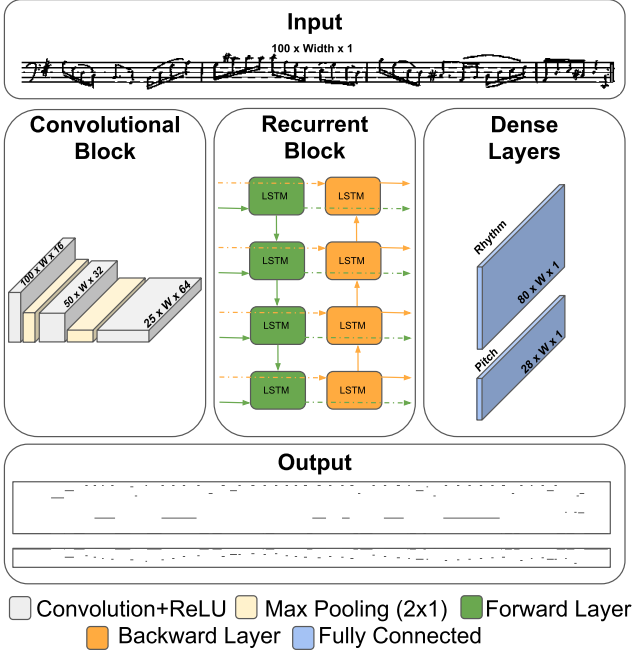 Input
100 x Width x 1
Convolutional
Block
Recurrent
Block
Dense
Layers
100 x W x 16
50 x W x 32
25 x W x 64
LSTM
LSTM
LSTM
LSTM
LSTM
LSTM
LSTM
LSTM
Rhythm
80 x W x 1
Pitch
28 x W x 1
Output
Convolution+ReLU
Max Pooling (2x1)
Forward Layer
Backward Layer
Fully Connected